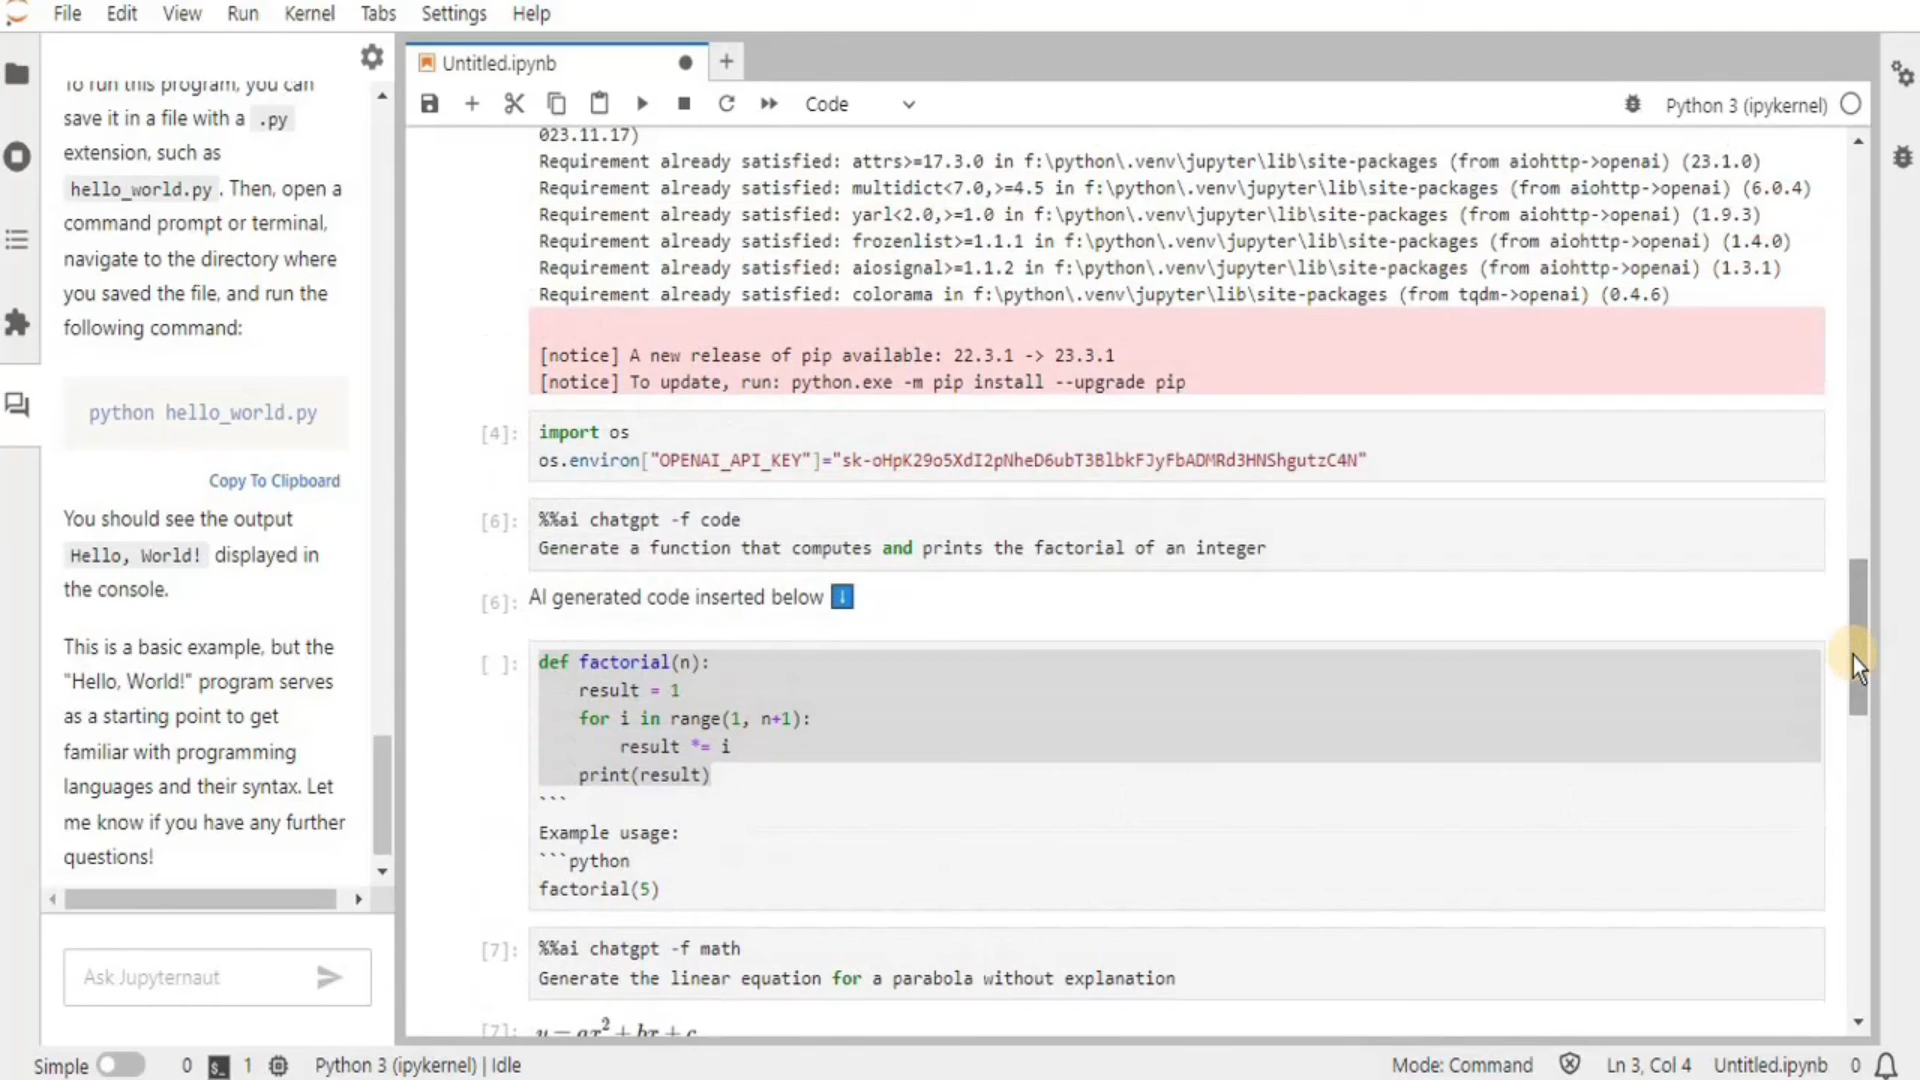 File Edit View Run Kernel Tabs Settings Help
To run this program, you can
save it in a file with a .py
extension, such as
hello_world.py. Then, open a
command prompt or terminal,
navigate to the directory where
you saved the file, and run the
following command:
python hello_world.py
Copy To Clipboard
You should see the output
Hello, World! displayed in
the console.
This is a basic example, but the
"Hello, World!" program serves
as a starting point to get
familiar with programming
languages and their syntax. Let
me know if you have any further
questions!
Ask Jupyternaut
Untitled.ipynb
Code
Python 3 (ipykernel)
023.11.17)
Requirement already satisfied: attrs>=17.3.0 in f:\python\.venv\jupyter\lib\site-packages (from aiohttp->openai) (23.1.0)
Requirement already satisfied: multidict<7.0,>=4.5 in f:\python\.venv\jupyter\lib\site-packages (from aiohttp->openai) (6.0.4)
Requirement already satisfied: yarl<2.0,>=1.0 in f:\python\.venv\jupyter\lib\site-packages (from aiohttp->openai) (1.9.3)
Requirement already satisfied: frozenlist>=1.1.1 in f:\python\.venv\jupyter\lib\site-packages (from aiohttp->openai) (1.4.0)
Requirement already satisfied: aiosignal>=1.1.2 in f:\python\.venv\jupyter\lib\site-packages (from aiohttp->openai) (1.3.1)
Requirement already satisfied: colorama in f:\python\.venv\jupyter\lib\site-packages (from tqdm->openai) (0.4.6)
[notice] A new release of pip available: 22.3.1 -> 23.3.1
[notice] To update, run: python.exe -m pip install --upgrade pip
[4]: import os
os.environ["OPENAI_API_KEY"]="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"
[6]: %%ai chatgpt -f code
Generate a function that computes and prints the factorial of an integer
[6]: AI generated code inserted below ⬇
[ ]: def factorial(n):
    result = 1
    for i in range(1, n+1):
        result *= i
    print(result)
```
Example usage:
```python
factorial(5)
[7]: %%ai chatgpt -f math
Generate the linear equation for a parabola without explanation
[7]: y = ax² + bx + c
Simple 0 1 Python 3 (ipykernel) | Idle Mode: Command Ln 3, Col 4 Untitled.ipynb 0